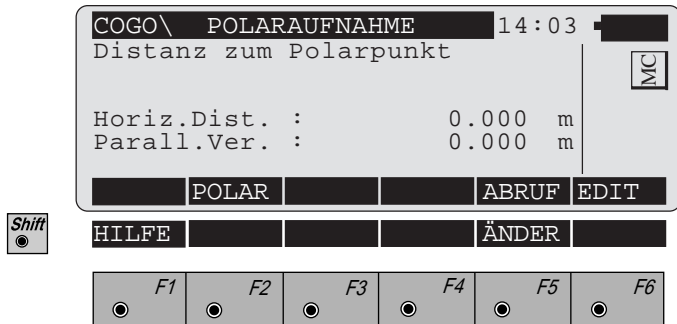 COGO\ POLARAUFNAHME 14:03
Distanz zum Polarpunkt
MC
Horiz.Dist. : 0.000 m
Parall.Ver. : 0.000 m
POLAR ABRUF EDIT
Shift
HILFE ÄNDER
F1 F2 F3 F4 F5 F6